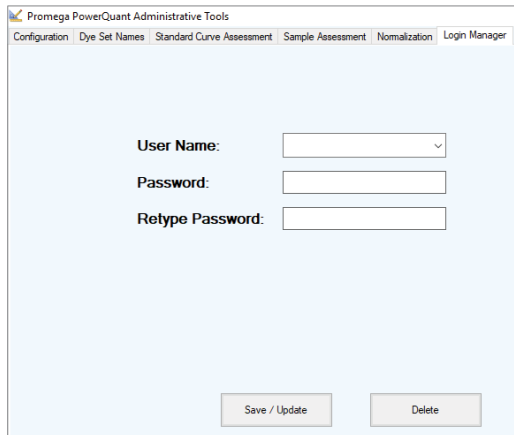 Promega PowerQuant Administrative Tools
Configuration Dye Set Names Standard Curve Assessment Sample Assessment Normalization Login Manager
User Name:
Password:
Retype Password:
Save / Update Delete